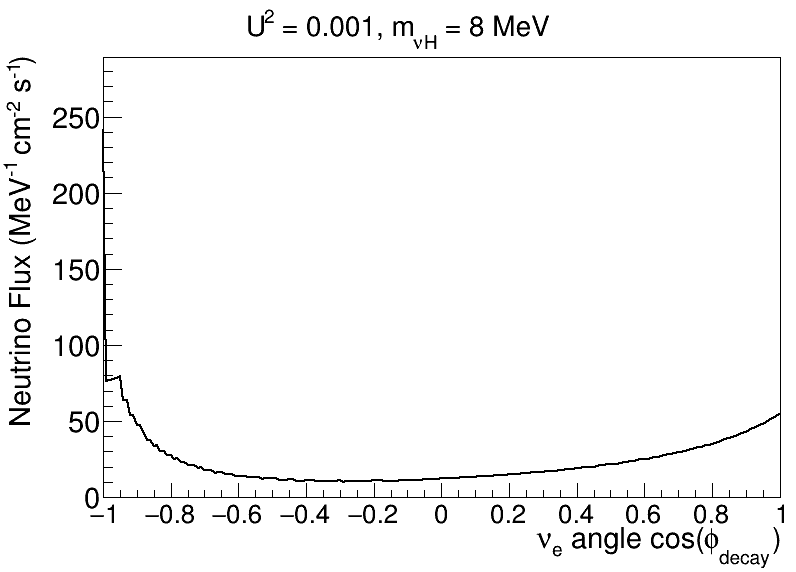 U² = 0.001, m_νH = 8 MeV
Neutrino Flux (MeV⁻¹ cm⁻² s⁻¹)
250
200
150
100
50
0
−1 −0.8 −0.6 −0.4 −0.2 0 0.2 0.4 0.6 0.8 1
ν_e angle cos(ϕ_decay)